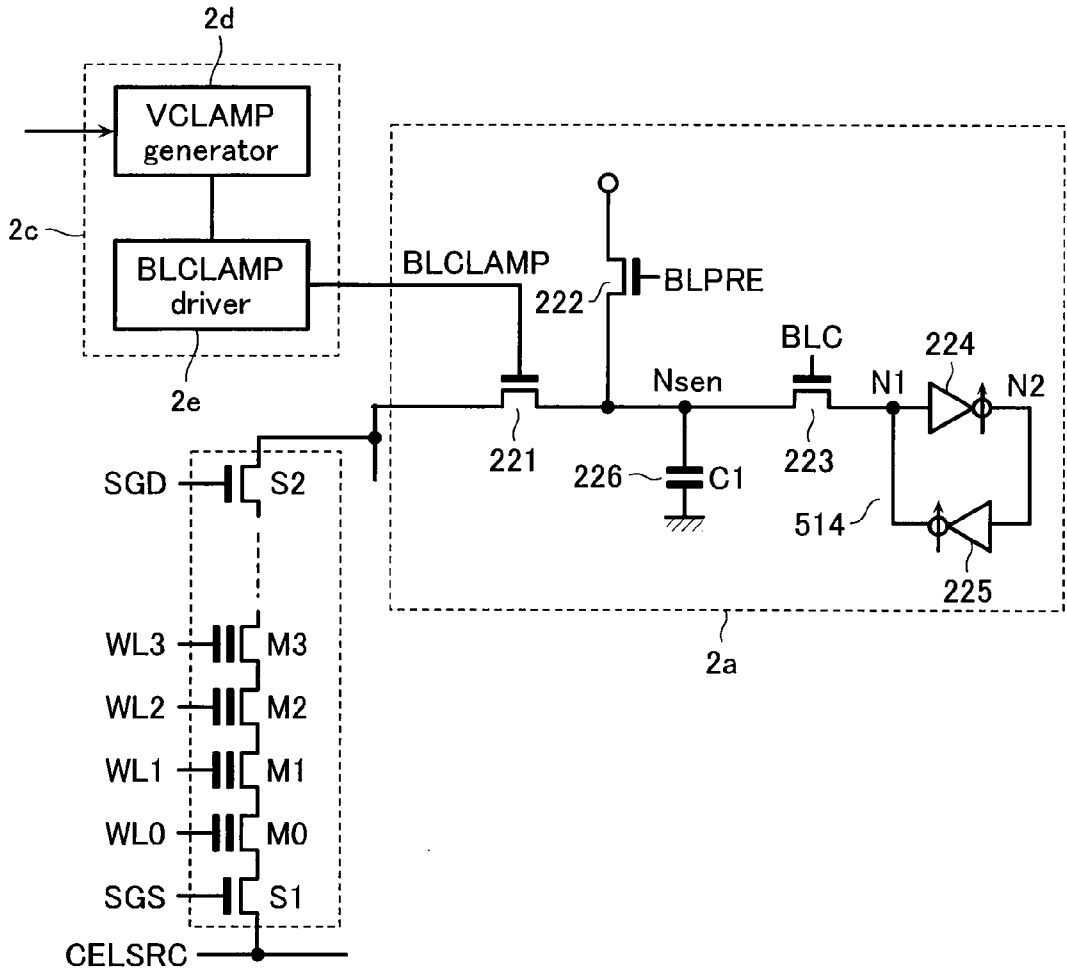 2d
VCLAMP
generator
2c
BLCLAMP
driver
2e
BLCLAMP
222
BLPRE
BLC
224
Nsen
N1
N2
221
226
C1
223
514
225
2a
SGD
S2
WL3
M3
WL2
M2
WL1
M1
WL0
M0
SGS
S1
CELSRC